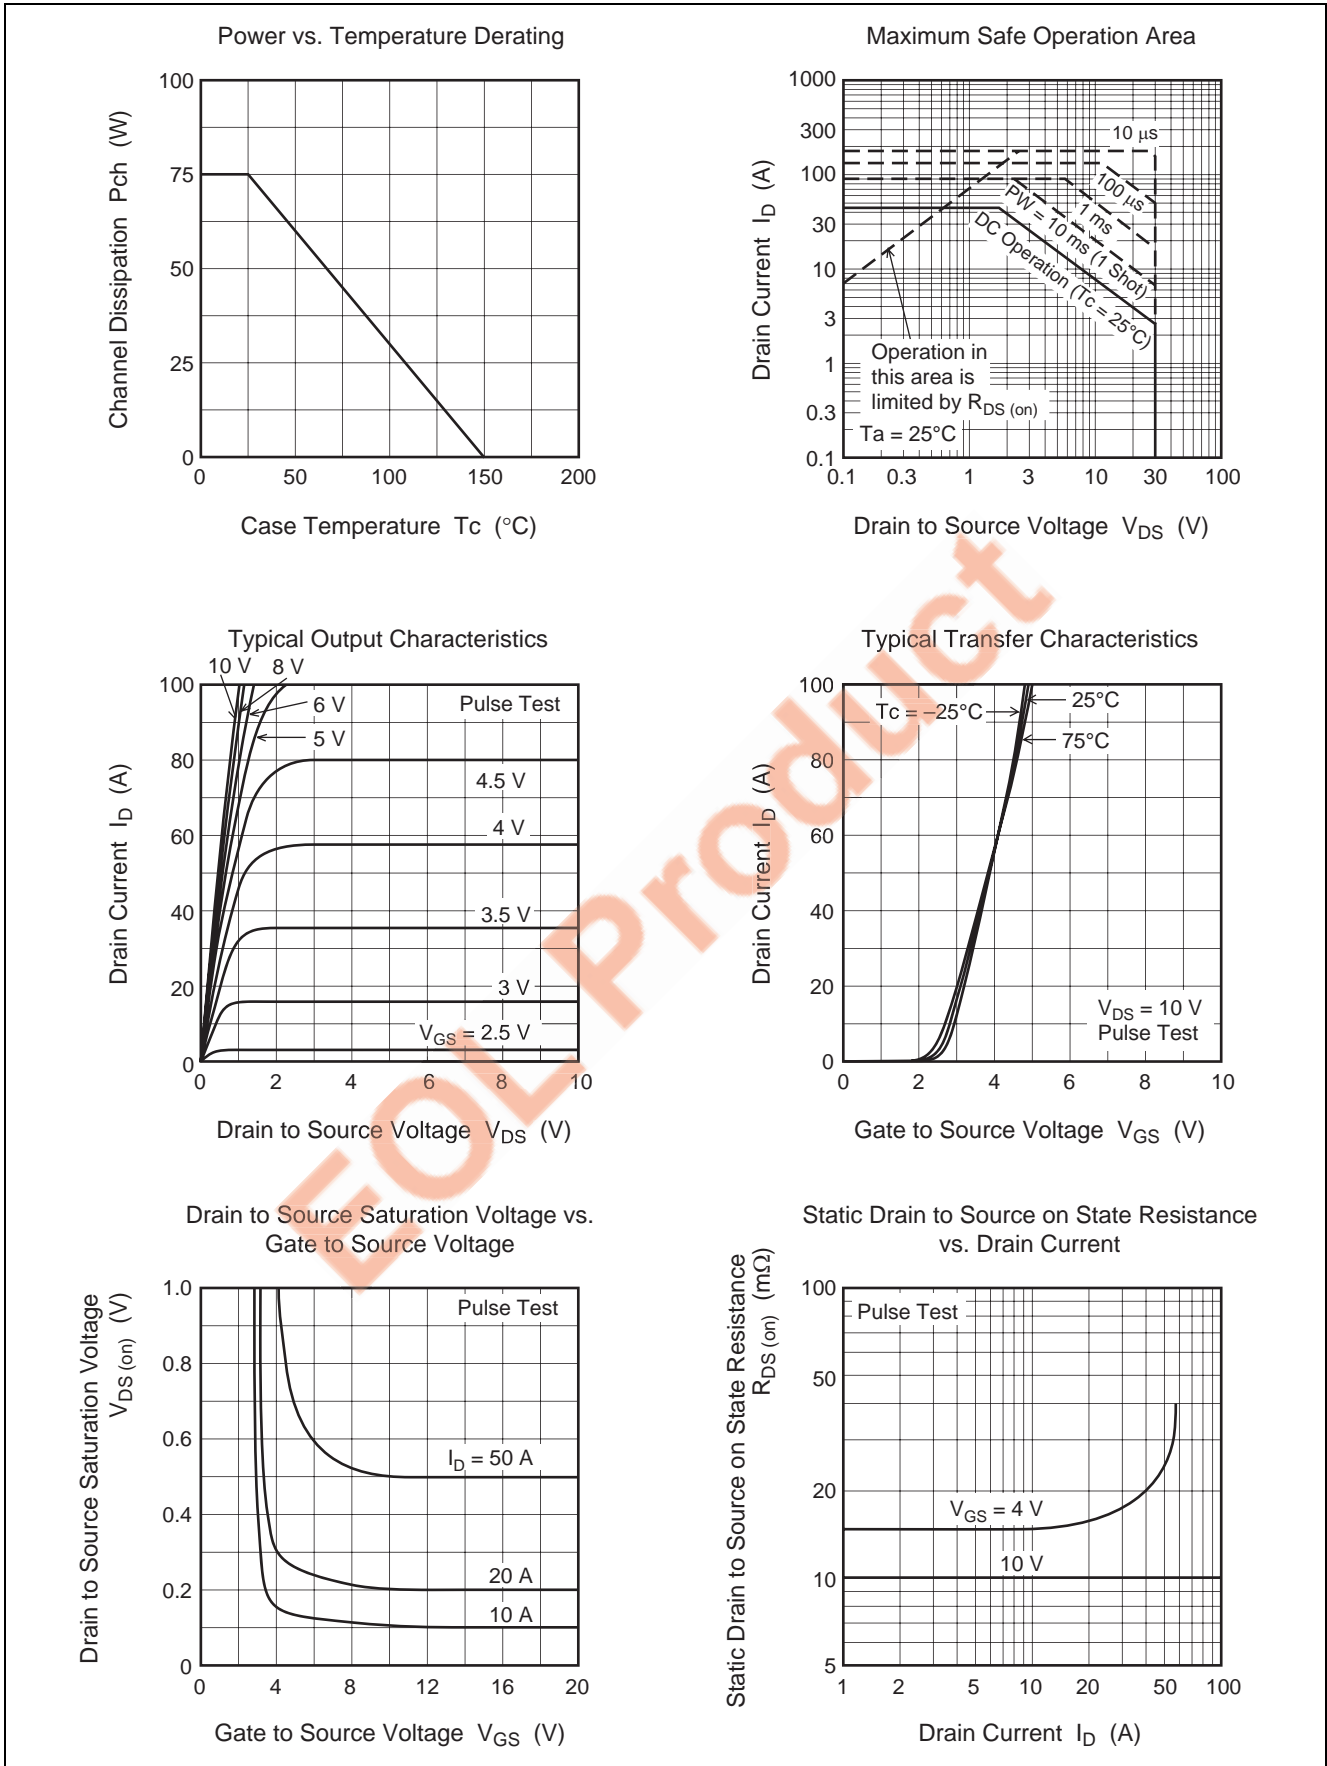 Power vs. Temperature Derating
100
75
50
25
0
0 50 100 150 200
Channel Dissipation Pch (W)
Case Temperature Tc (°C)
Maximum Safe Operation Area
1000
300
100
30
10
3
1
0.3
0.1
0.1 0.3 1 3 10 30 100
Drain Current ID (A)
10 µs
100 µs
1 ms
PW = 10 ms (1 Shot)
DC Operation (Tc = 25°C)
Operation in
this area is
limited by RDS (on)
Ta = 25°C
Drain to Source Voltage VDS (V)
Typical Output Characteristics
10 V 8 V
6 V
5 V
Pulse Test
4.5 V
4 V
3.5 V
3 V
VGS = 2.5 V
100
80
60
40
20
0
0 2 4 6 8 10
Drain Current ID (A)
Drain to Source Voltage VDS (V)
Typical Transfer Characteristics
100
80
60
40
20
0
0 2 4 6 8 10
Drain Current ID (A)
Tc = –25°C
25°C
75°C
VDS = 10 V
Pulse Test
Gate to Source Voltage VGS (V)
EOL Product
Drain to Source Saturation Voltage vs.
Gate to Source Voltage
1.0
0.8
0.6
0.4
0.2
0
0 4 8 12 16 20
Drain to Source Saturation Voltage
VDS (on) (V)
Pulse Test
ID = 50 A
20 A
10 A
Gate to Source Voltage VGS (V)
Static Drain to Source on State Resistance
vs. Drain Current
100
50
20
10
5
1 2 5 10 20 50 100
Static Drain to Source on State Resistance
RDS (on) (mΩ)
Pulse Test
VGS = 4 V
10 V
Drain Current ID (A)